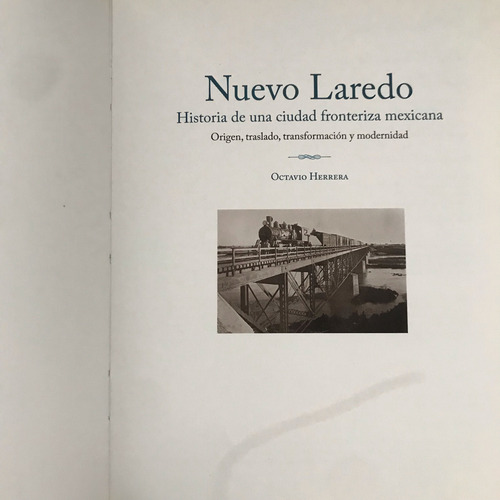 Nuevo Laredo
Historia de una ciudad fronteriza mexicana
Origen, traslado, transformación y modernidad
Octavio Herrera